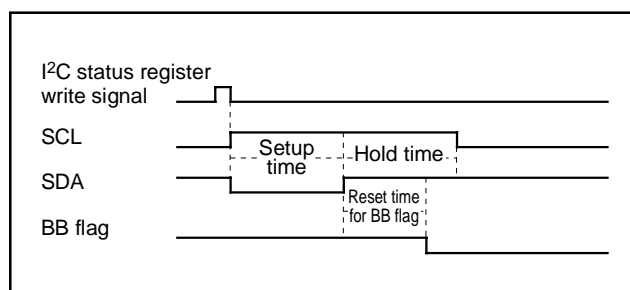 I²C status register
write signal
SCL
Setup
time
Hold time
SDA
Reset time
for BB flag
BB flag